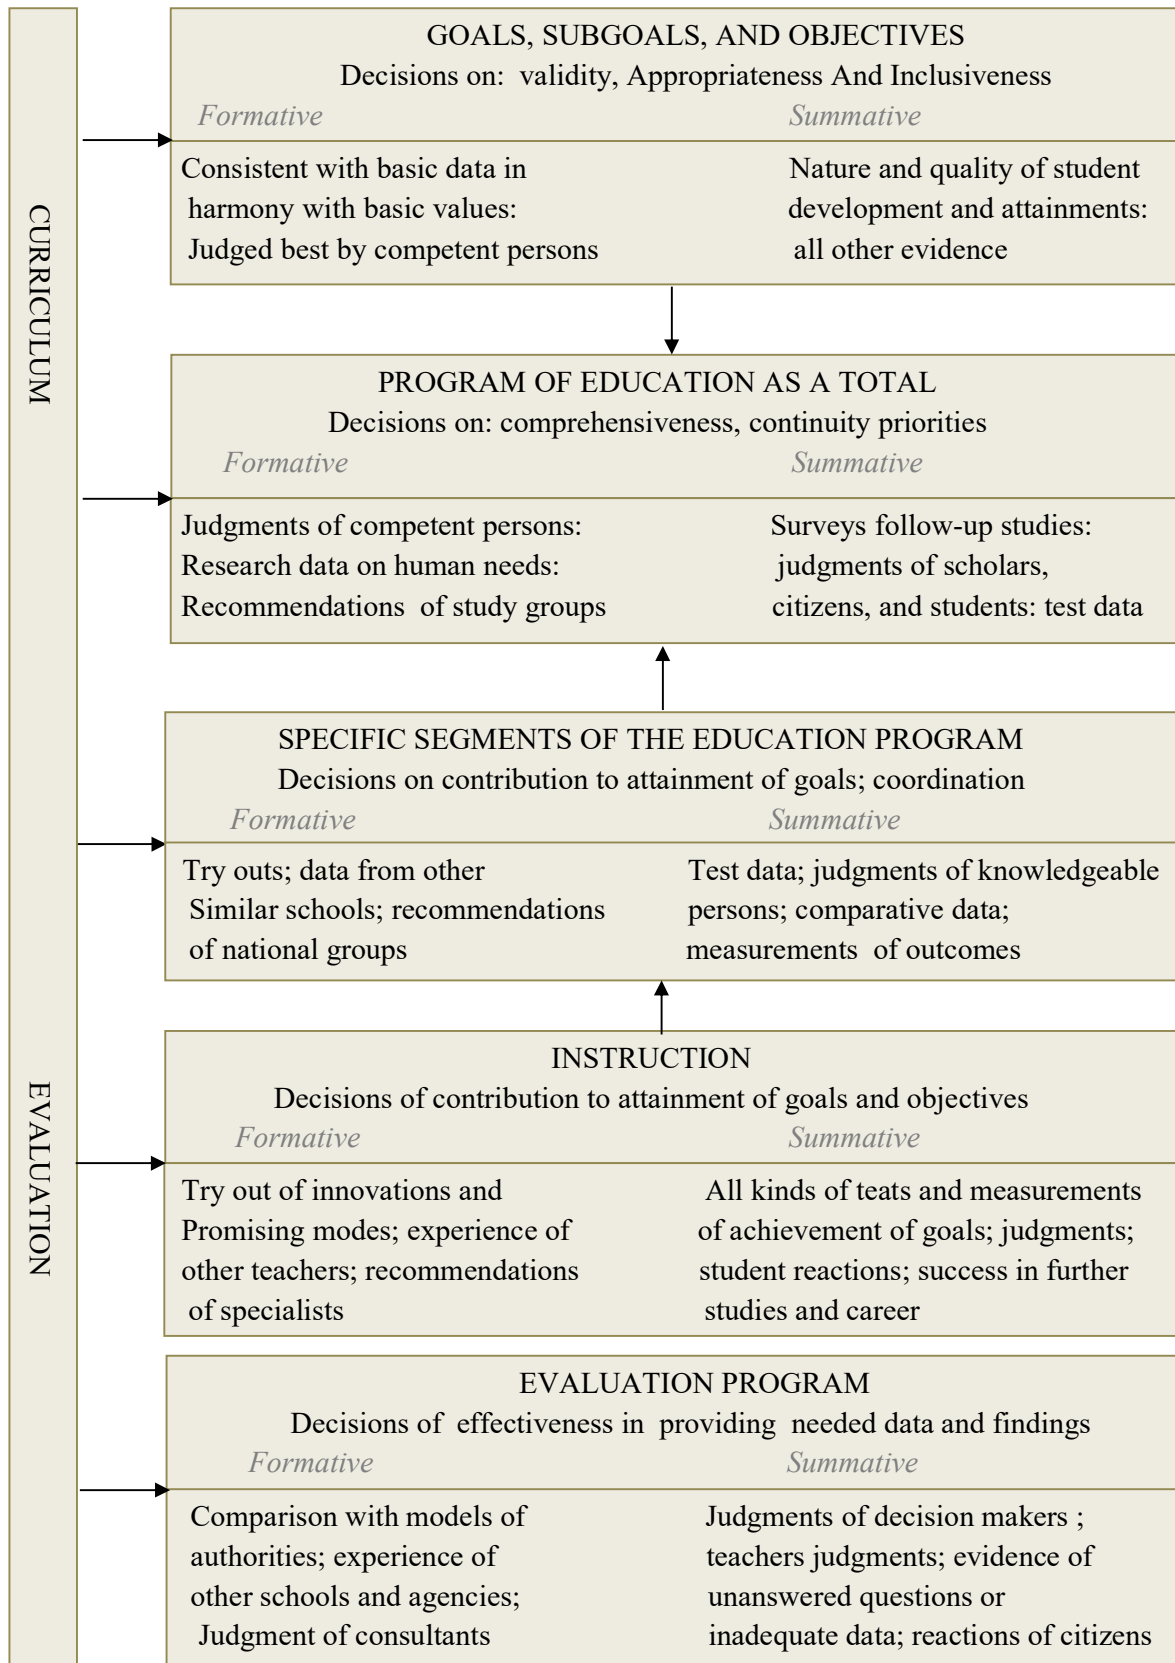 CURRICULUM
EVALUATION
GOALS, SUBGOALS, AND OBJECTIVES
Decisions on: validity, Appropriateness And Inclusiveness
Formative
Summative
Consistent with basic data in
harmony with basic values:
Judged best by competent persons
Nature and quality of student
development and attainments:
all other evidence
PROGRAM OF EDUCATION AS A TOTAL
Decisions on: comprehensiveness, continuity priorities
Formative
Summative
Judgments of competent persons:
Research data on human needs:
Recommendations of study groups
Surveys follow-up studies:
judgments of scholars,
citizens, and students: test data
SPECIFIC SEGMENTS OF THE EDUCATION PROGRAM
Decisions on contribution to attainment of goals; coordination
Formative
Summative
Try outs; data from other
Similar schools; recommendations
of national groups
Test data; judgments of knowledgeable
persons; comparative data;
measurements of outcomes
INSTRUCTION
Decisions of contribution to attainment of goals and objectives
Formative
Summative
Try out of innovations and
Promising modes; experience of
other teachers; recommendations
of specialists
All kinds of teats and measurements
of achievement of goals; judgments;
student reactions; success in further
studies and career
EVALUATION PROGRAM
Decisions of effectiveness in providing needed data and findings
Formative
Summative
Comparison with models of
authorities; experience of
other schools and agencies;
Judgment of consultants
Judgments of decision makers ;
teachers judgments; evidence of
unanswered questions or
inadequate data; reactions of citizens